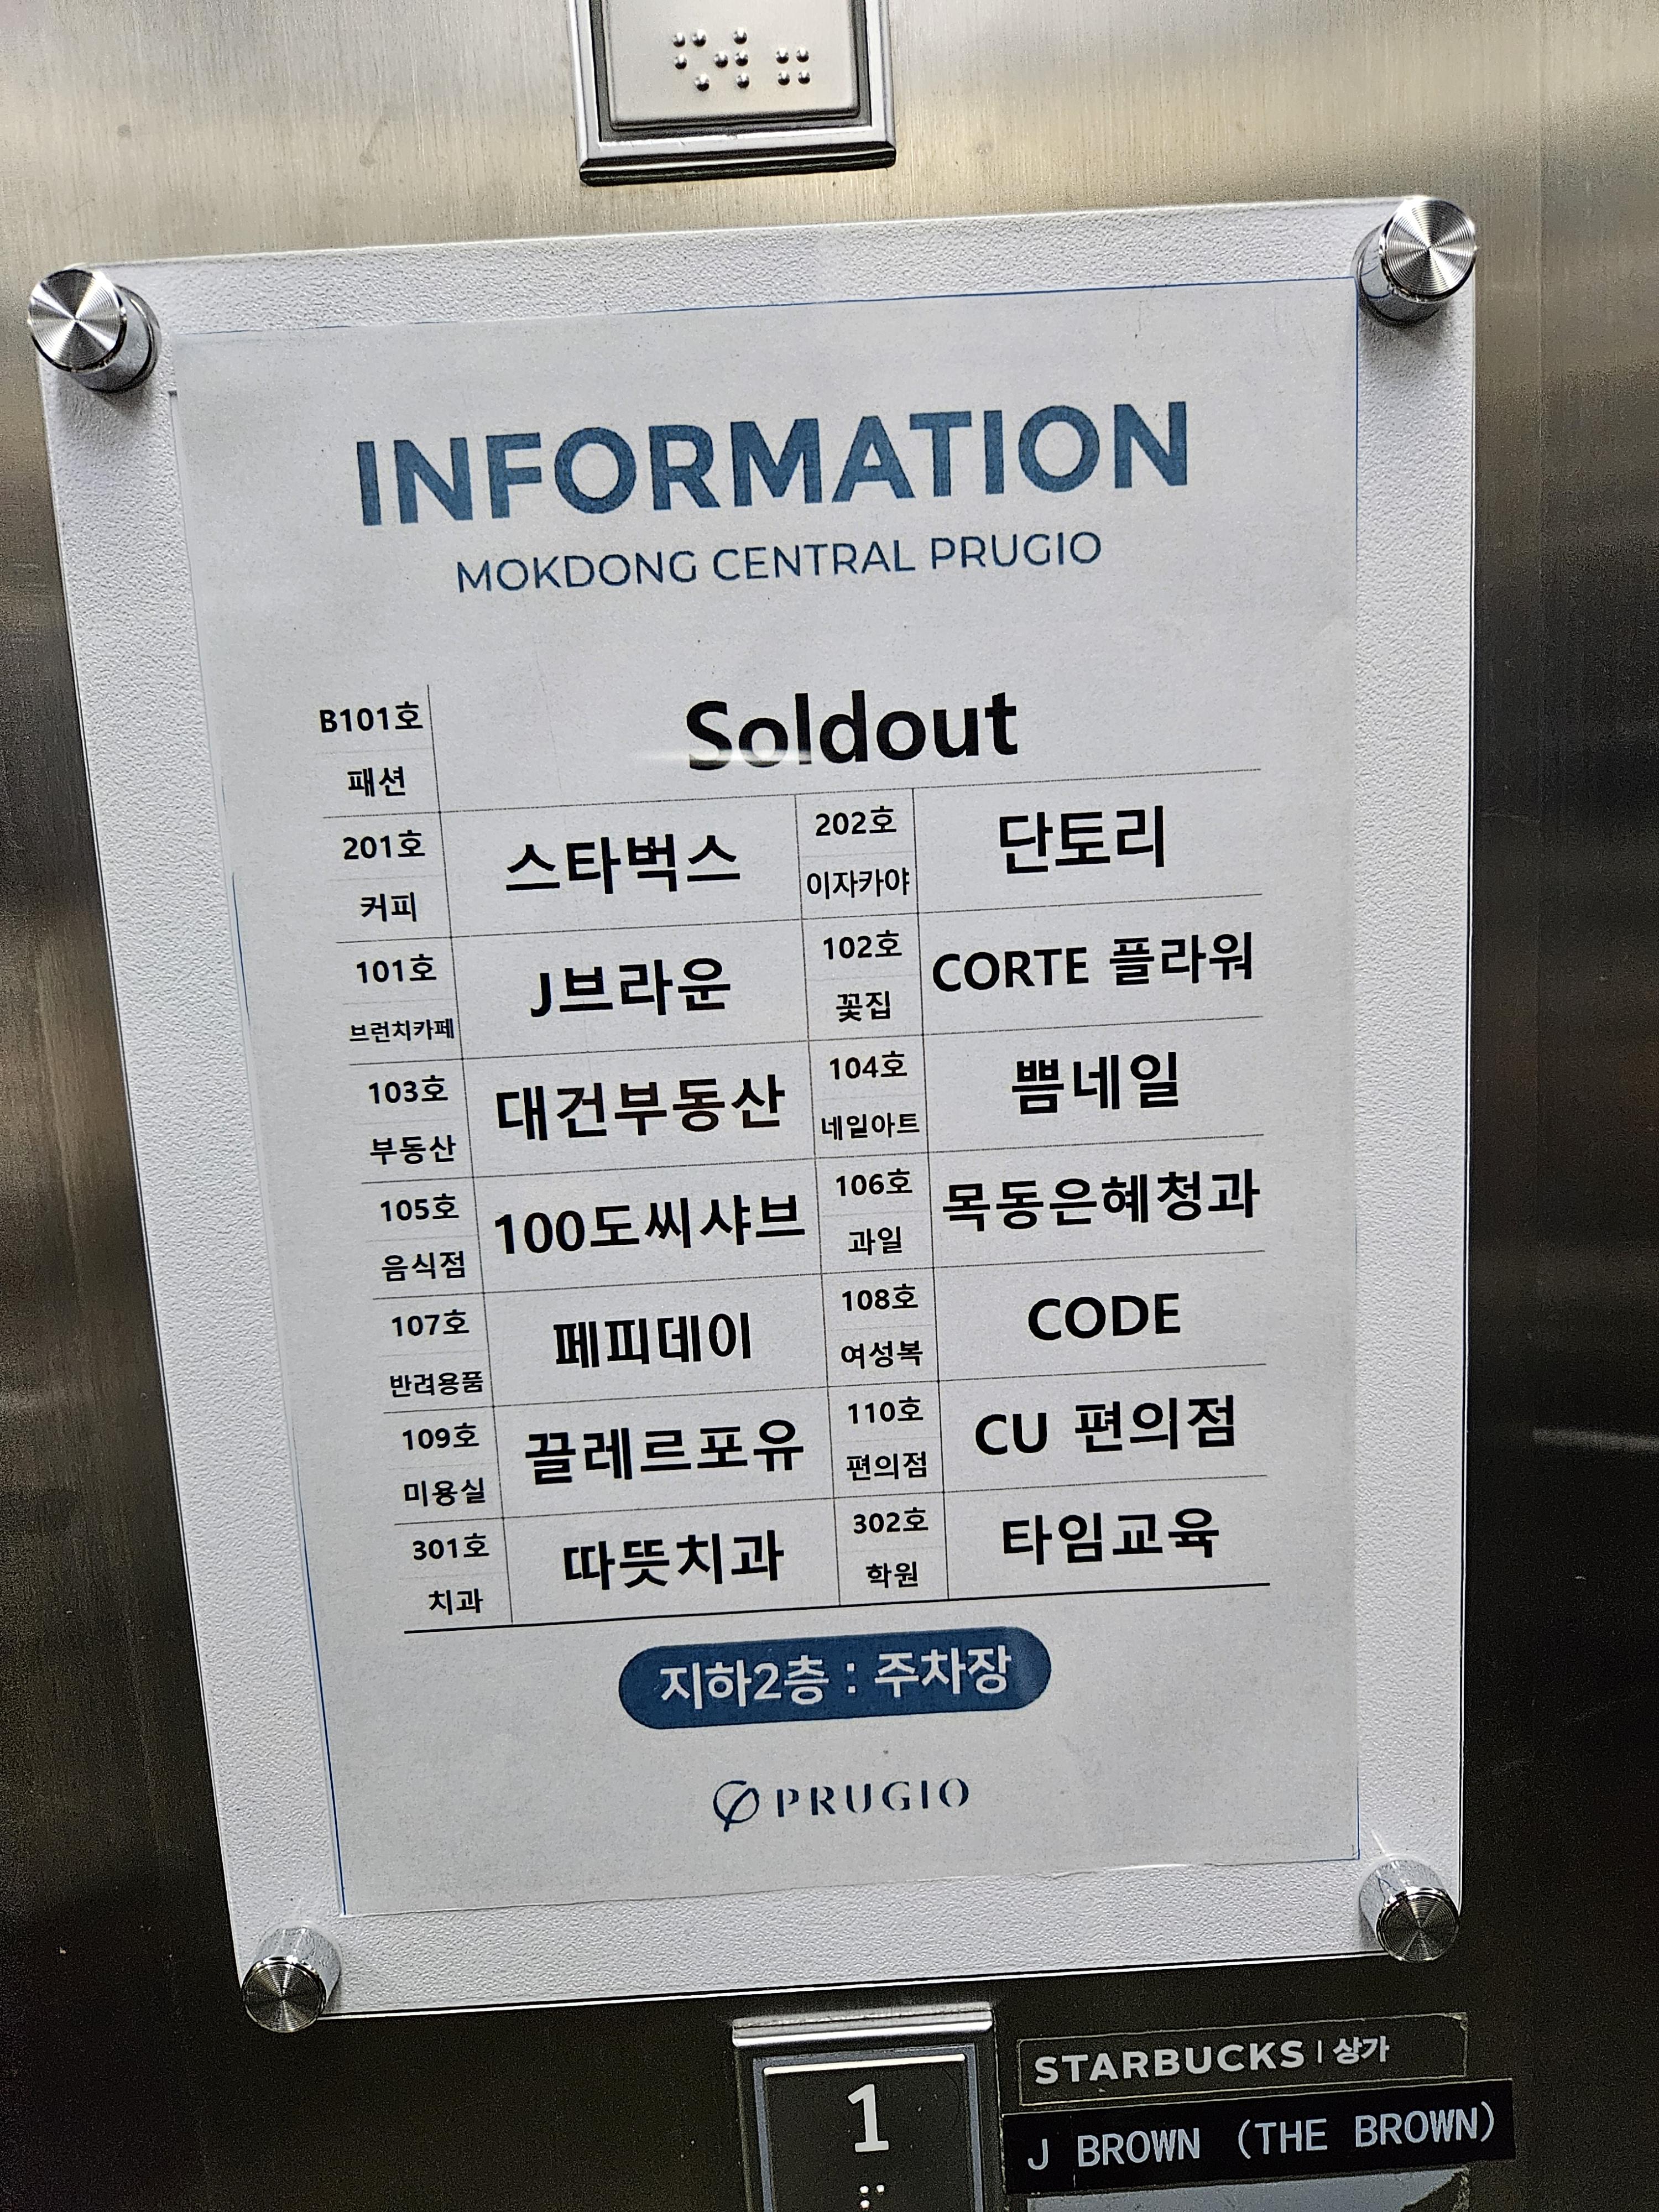 INFORMATION
MOKDONG CENTRAL PRUGIO
B101호
패션
Soldout
201호
커피
스타벅스
202호
이자카야
단토리
101호
브런치카페
J브라운
102호
꽃집
CORTE 플라워
103호
부동산
대건부동산
104호
네일아트
쁨네일
105호
음식점
100도씨샤브
106호
과일
목동은혜청과
107호
반려용품
페피데이
108호
여성복
CODE
109호
미용실
끌레르포유
110호
편의점
CU 편의점
301호
치과
따뜻치과
302호
학원
타임교육
지하2층 : 주차장
PRUGIO
1
STARBUCKS | 상가
J BROWN (THE BROWN)